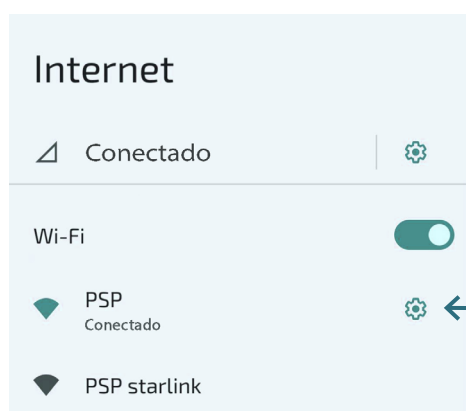 Internet
Conectado
Wi-Fi
PSP
Conectado
PSP starlink